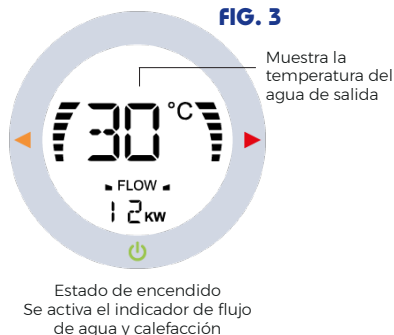 FIG. 3
Muestra la
temperatura del
agua de salida
30 °C
FLOW
12 KW
Estado de encendido
Se activa el indicador de flujo
de agua y calefacción